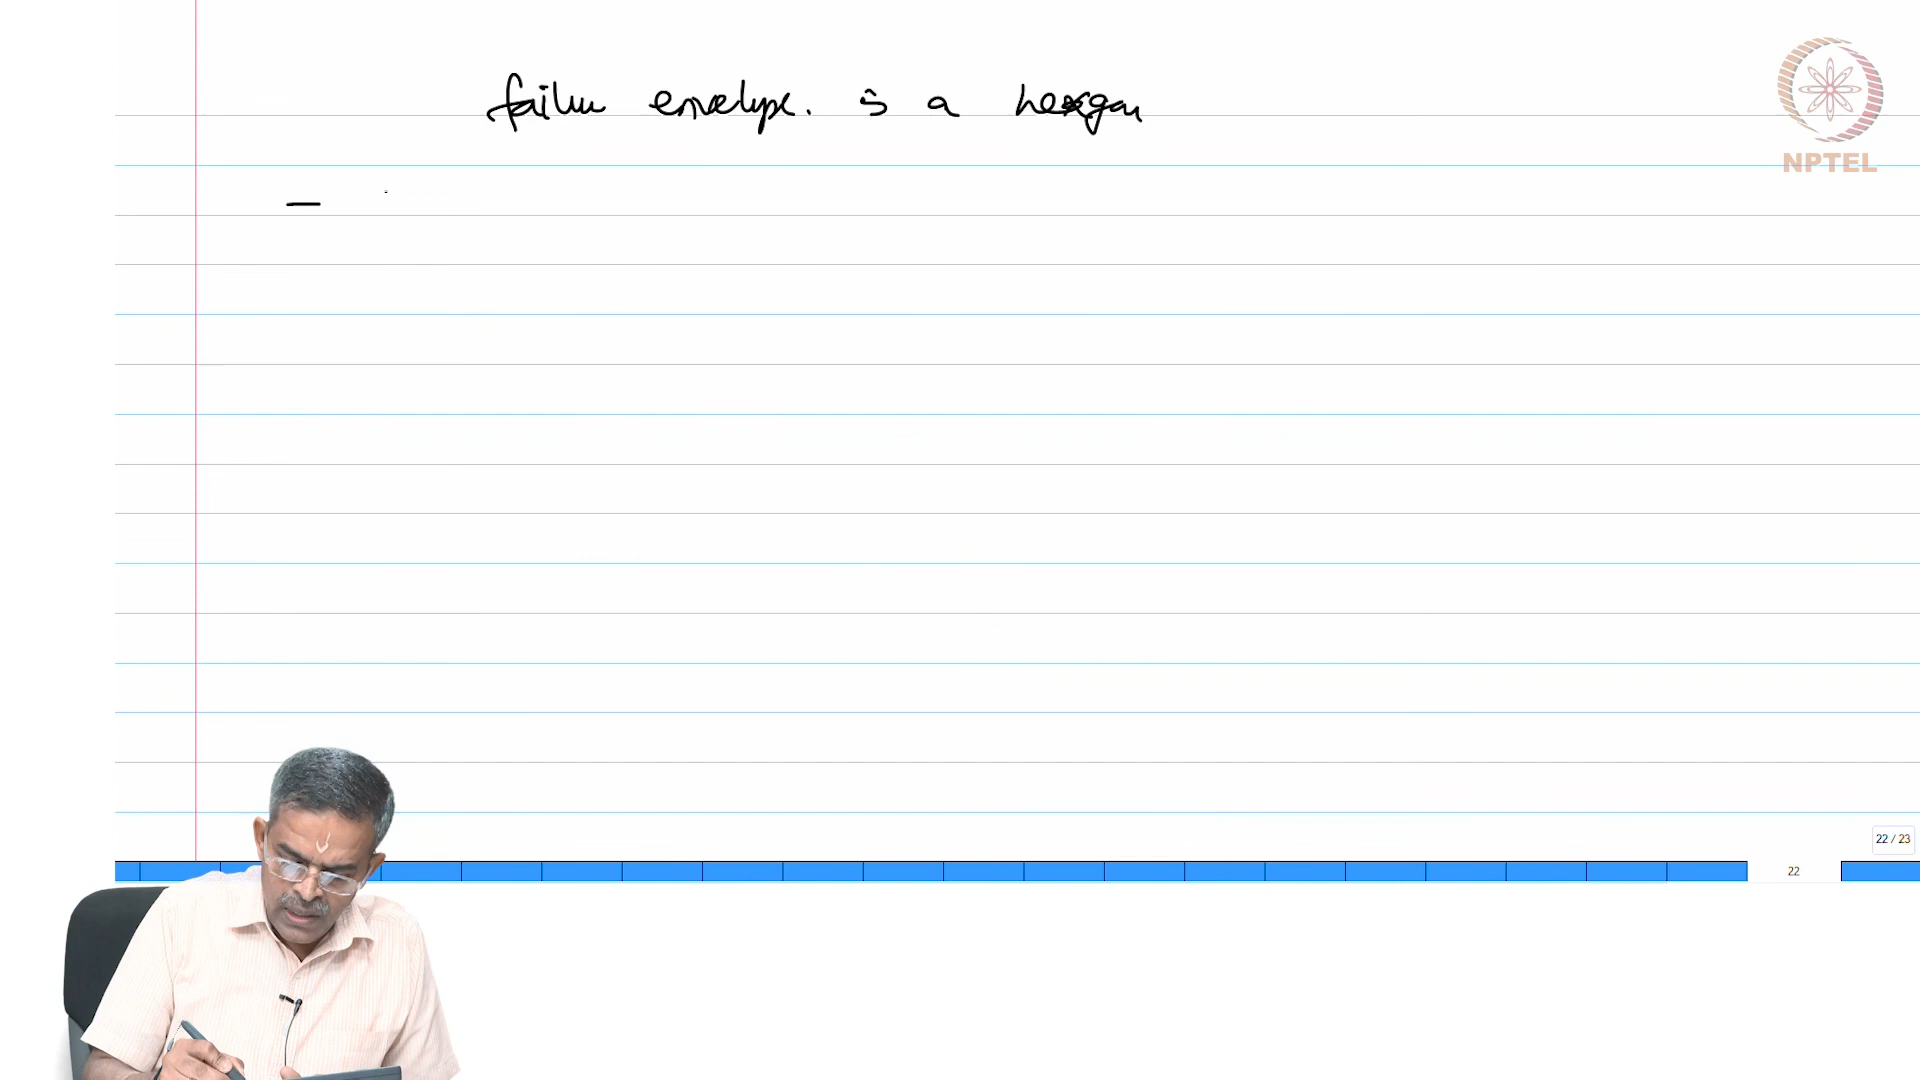 failure envelope. is a hexagon
NPTEL
—
22 / 23
22